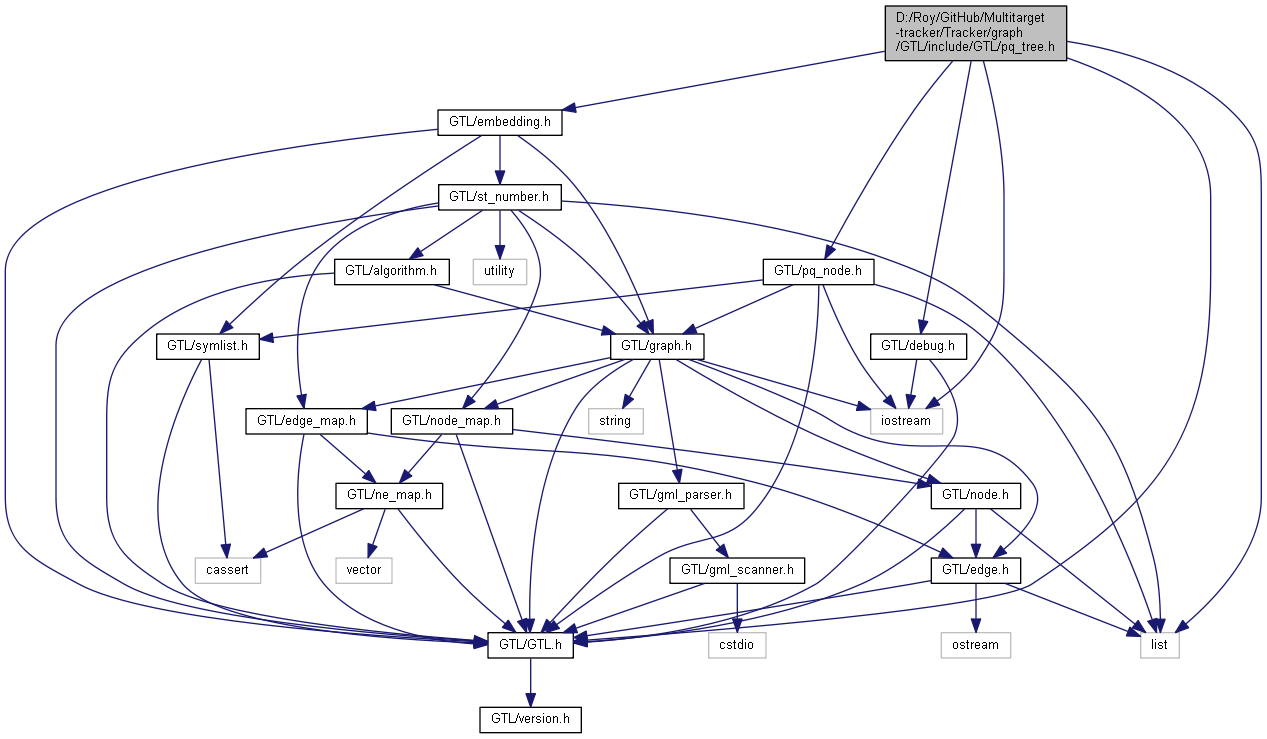 D:/Roy/GitHub/Multitarget
-tracker/Tracker/graph
/GTL/include/GTL/pq_tree.h
GTL/embedding.h
GTL/st_number.h
GTL/algorithm.h
utility
GTL/pq_node.h
GTL/symlist.h
GTL/graph.h
GTL/debug.h
GTL/edge_map.h
GTL/node_map.h
string
iostream
GTL/ne_map.h
GTL/gml_parser.h
GTL/node.h
cassert
vector
GTL/gml_scanner.h
GTL/edge.h
GTL/GTL.h
cstdio
ostream
list
GTL/version.h